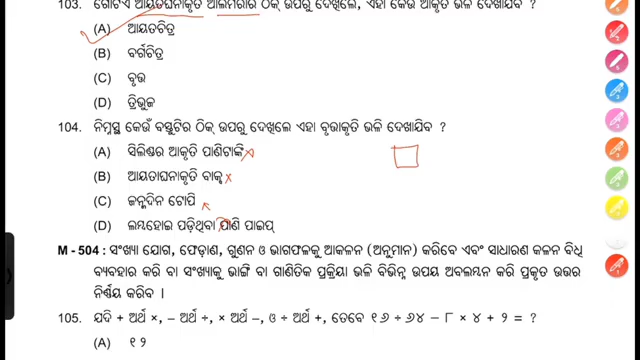 103. ଗୋଟିଏ ଆୟତଘନାକୃତି ଆଲମାରୀର ଠିକ୍ ଉପରୁ ଦେଖିଲେ, ଏହା କେଉଁ ଆକୃତି ଭଳି ଦେଖାଯିବ ?
(A) ଆୟତଚିତ୍ର
(B) ବର୍ଗଚିତ୍ର
(C) ବୃତ୍ତ
(D) ତ୍ରିଭୁଜ
104. ନିମ୍ନସ୍ଥ କେଉଁ ବସ୍ତୁଟିର ଠିକ୍ ଉପରୁ ଦେଖିଲେ ଏହା ବୃତ୍ତାକୃତି ଭଳି ଦେଖାଯିବ ?
(A) ସିଲିଣ୍ଡର ଆକୃତି ପାଣିଟାଙ୍କି
(B) ଆୟତାଘନାକୃତି ବାକ୍ସ
(C) ଜନ୍ମଦିନ ଟୋପି
(D) ଲମ୍ବହୋଇ ପଡ଼ିଥିବା ପାଣି ପାଇପ୍
M - 504 : ସଂଖ୍ୟା ଯୋଗ, ଫେଡ଼ାଣ, ଗୁଣନ ଓ ଭାଗଫଳକୁ ଆକଳନ (ଅନୁମାନ) କରିବେ ଏବଂ ସାଧାରଣ କଳନ ବିଧି
ବ୍ୟବହାର କରି ବା ସଂଖ୍ୟାକୁ ଭାଙ୍ଗି ବା ଗାଣିତିକ ପ୍ରକ୍ରିୟା ଭଳି ବିଭିନ୍ନ ଉପାୟ ଅବଲମ୍ବନ କରି ପ୍ରକୃତ ଉତ୍ତର
ନିର୍ଣ୍ଣୟ କରିବ ।
105. ଯଦି + ଅର୍ଥ ×, – ଅର୍ଥ ÷, × ଅର୍ଥ –, ଓ ÷ ଅର୍ଥ +, ତେବେ ୧୬ ÷ ୬୪ – ୮ × ୪ + ୨ = ?
(A) ୧୨